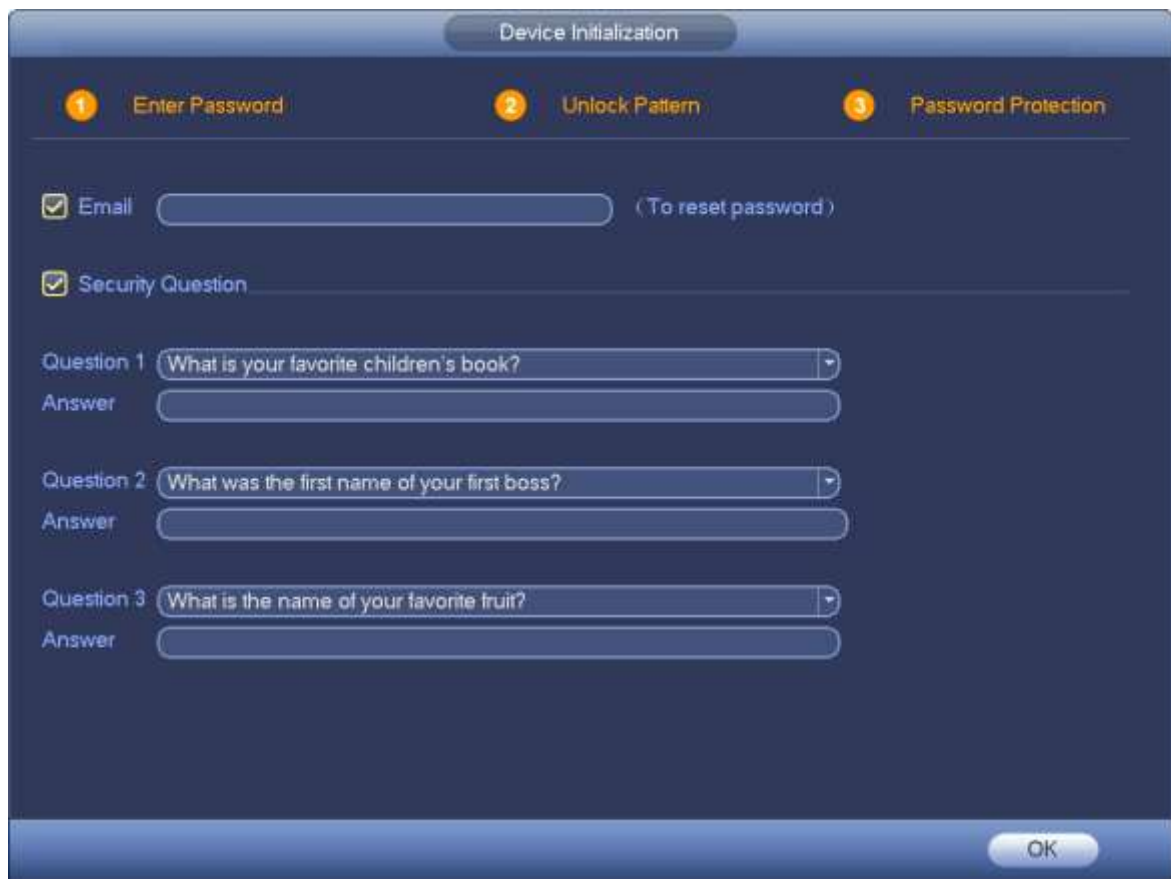 Device Initialization
1 Enter Password 2 Unlock Pattern 3 Password Protection
Email (To reset password)
Security Question
Question 1 What is your favorite children's book?
Answer
Question 2 What was the first name of your first boss?
Answer
Question 3 What is the name of your favorite fruit?
Answer
OK